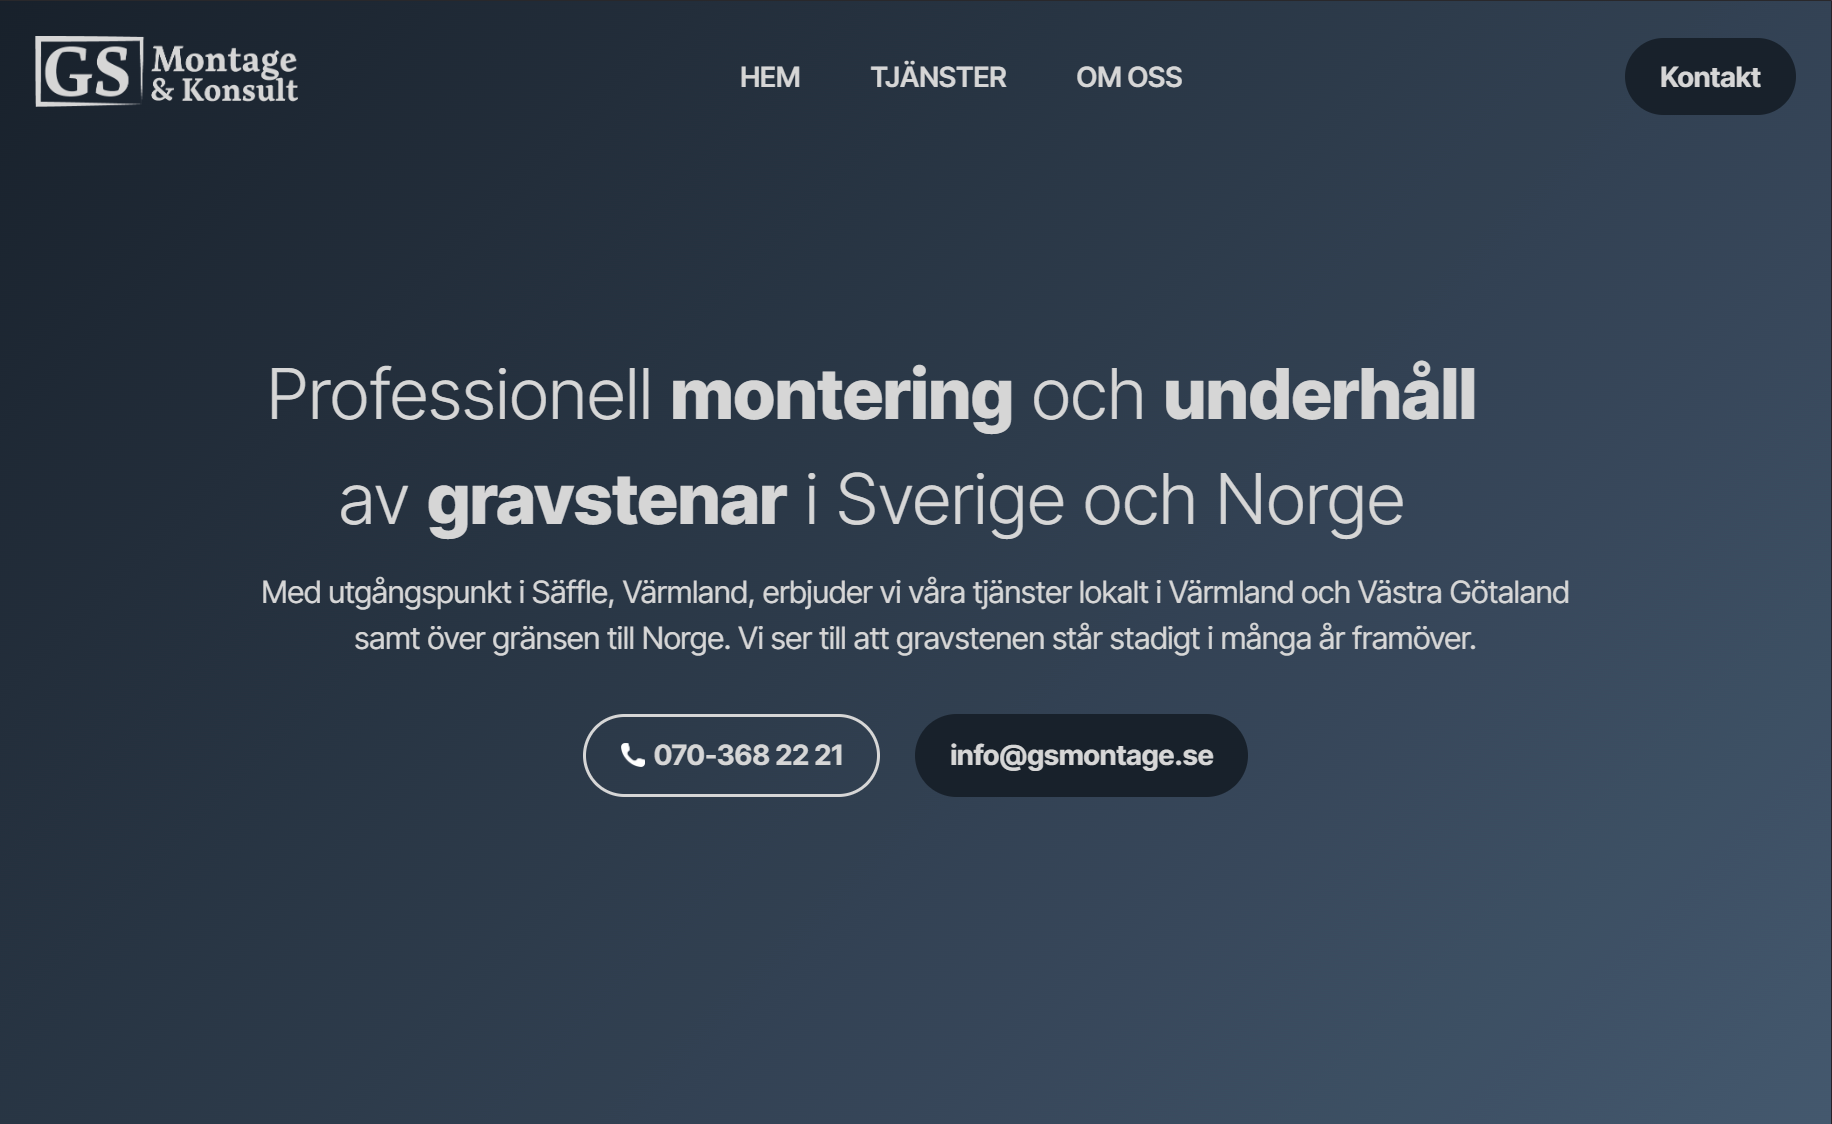 GS Montage
& Konsult
HEM
TJÄNSTER
OM OSS
Kontakt
Professionell montering och underhåll
av gravstenar i Sverige och Norge
Med utgångspunkt i Säffle, Värmland, erbjuder vi våra tjänster lokalt i Värmland och Västra Götaland
samt över gränsen till Norge. Vi ser till att gravstenen står stadigt i många år framöver.
070-368 22 21
info@gsmontage.se